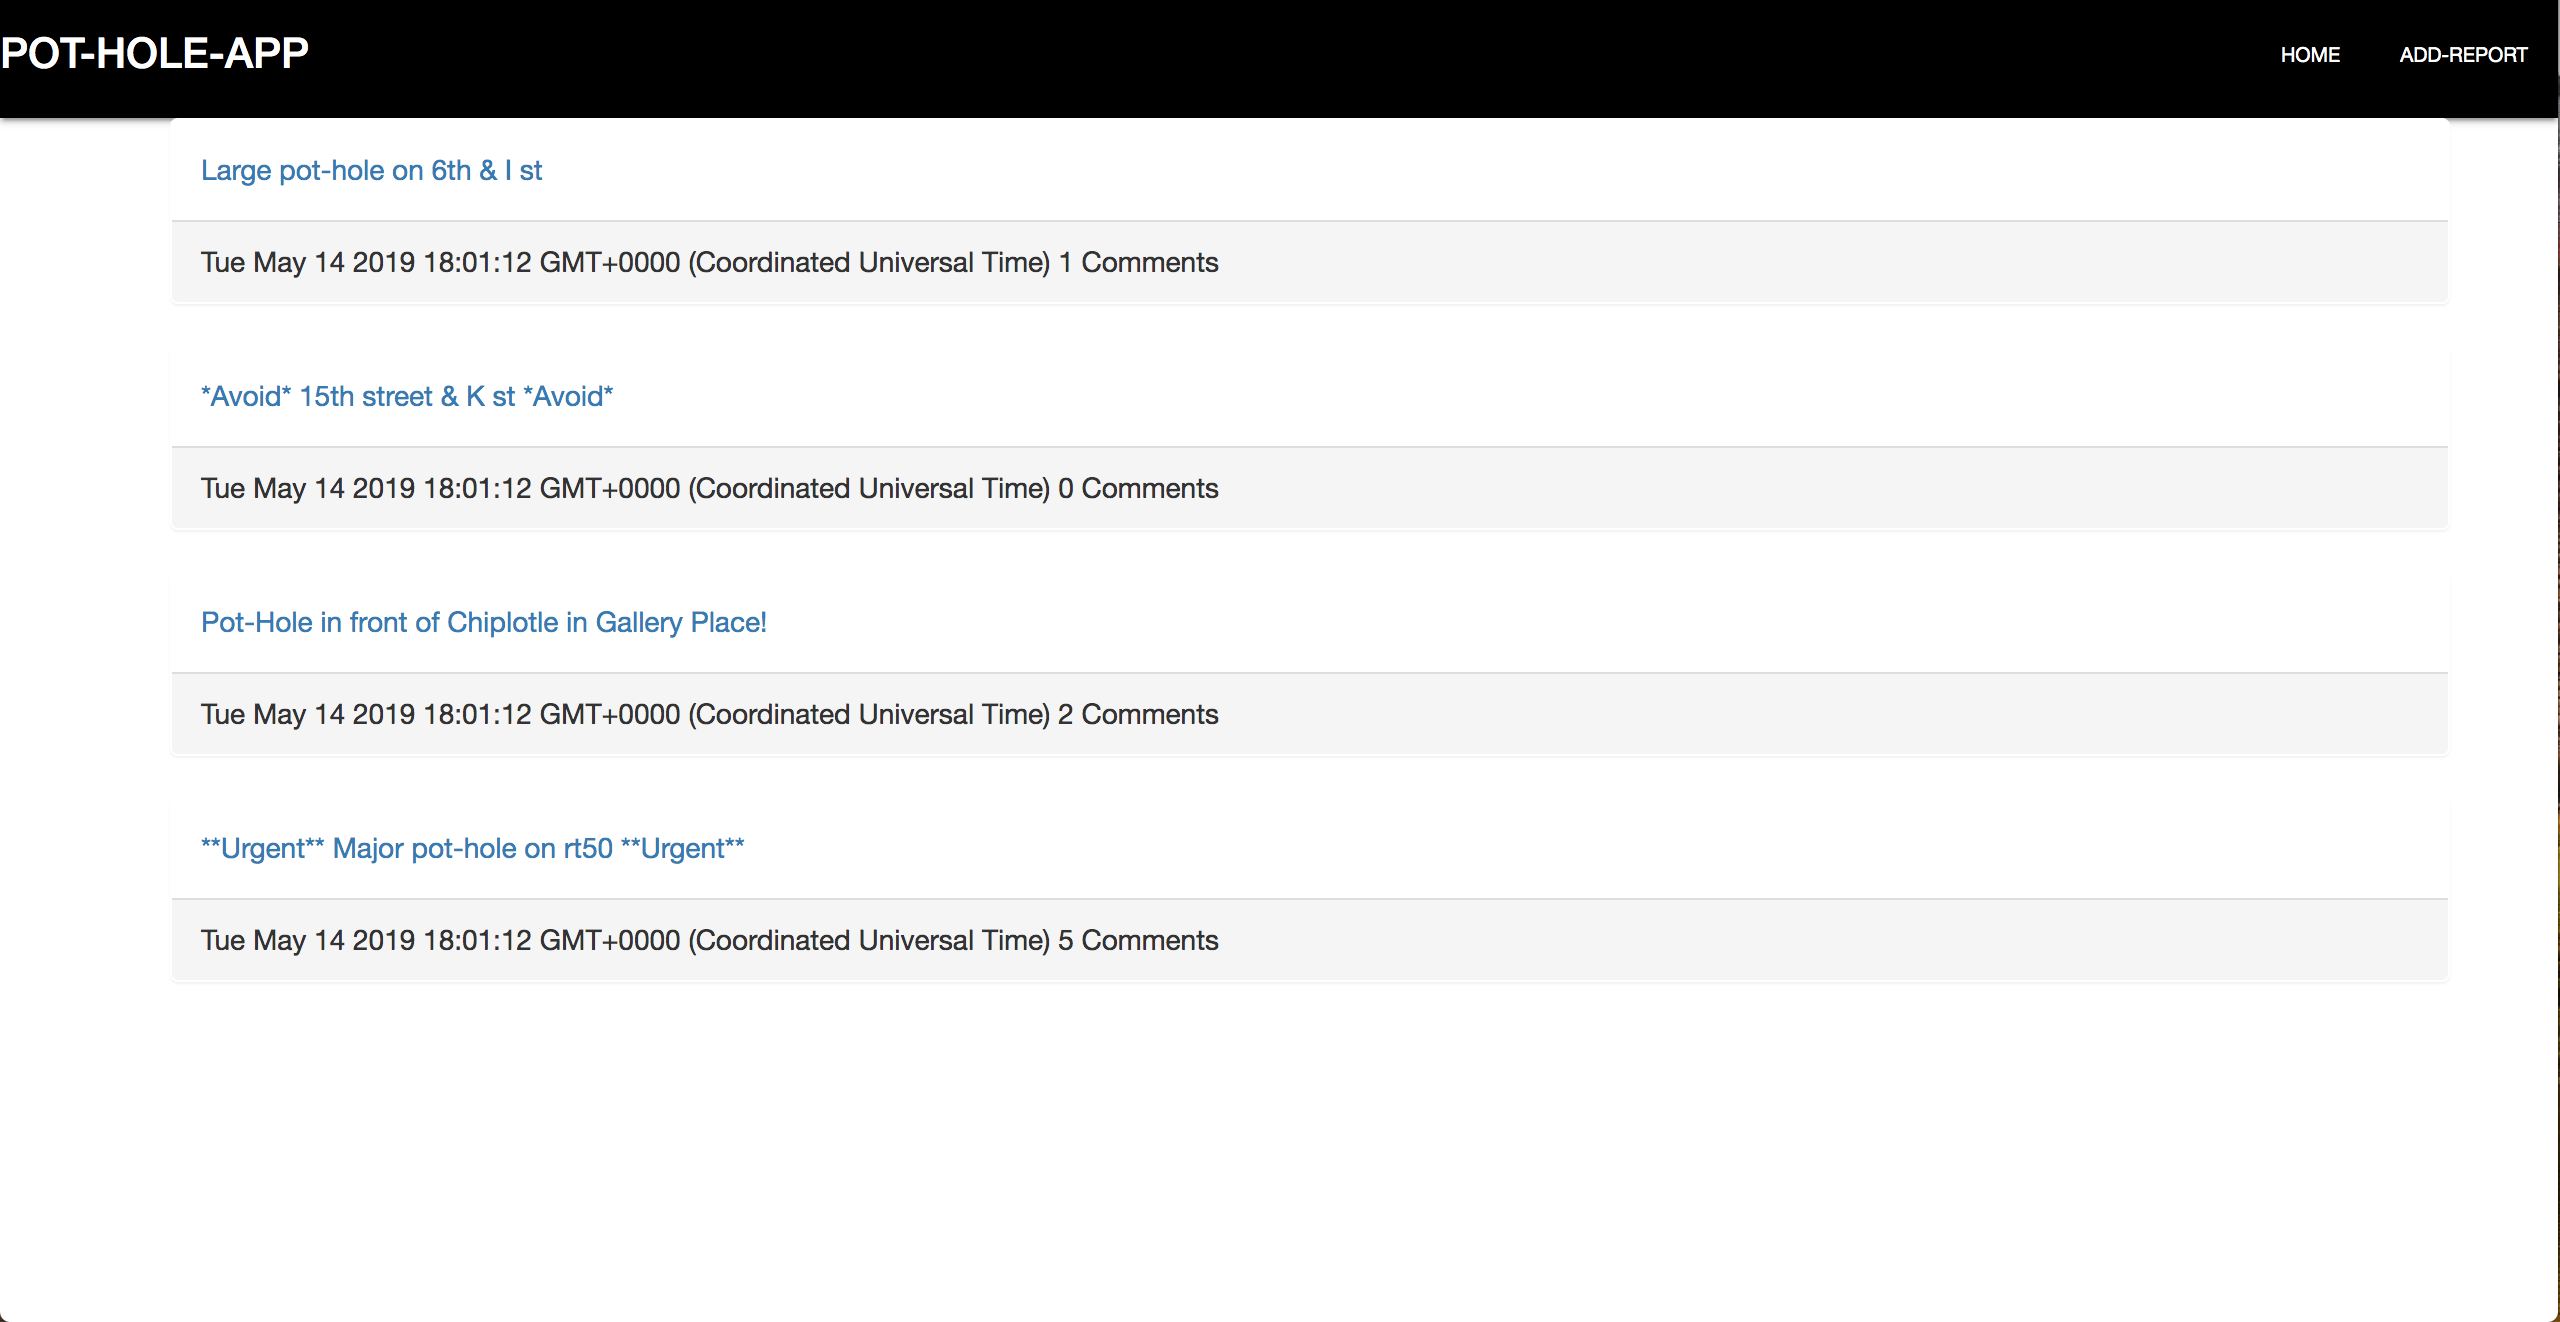 POT-HOLE-APP
HOME
ADD-REPORT
Large pot-hole on 6th & I st
Tue May 14 2019 18:01:12 GMT+0000 (Coordinated Universal Time) 1 Comments
*Avoid* 15th street & K st *Avoid*
Tue May 14 2019 18:01:12 GMT+0000 (Coordinated Universal Time) 0 Comments
Pot-Hole in front of Chiplotle in Gallery Place!
Tue May 14 2019 18:01:12 GMT+0000 (Coordinated Universal Time) 2 Comments
**Urgent** Major pot-hole on rt50 **Urgent**
Tue May 14 2019 18:01:12 GMT+0000 (Coordinated Universal Time) 5 Comments